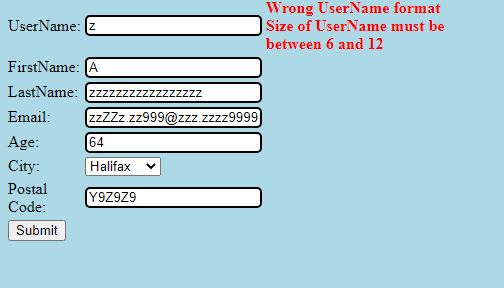 UserName: z Wrong UserName format
Size of UserName must be
between 6 and 12
FirstName: A
LastName: zzzzzzzzzzzzzzzzz
Email: zzZZz.zz999@zzz.zzzz9999
Age: 64
City: Halifax
Postal
Code: Y9Z9Z9
Submit